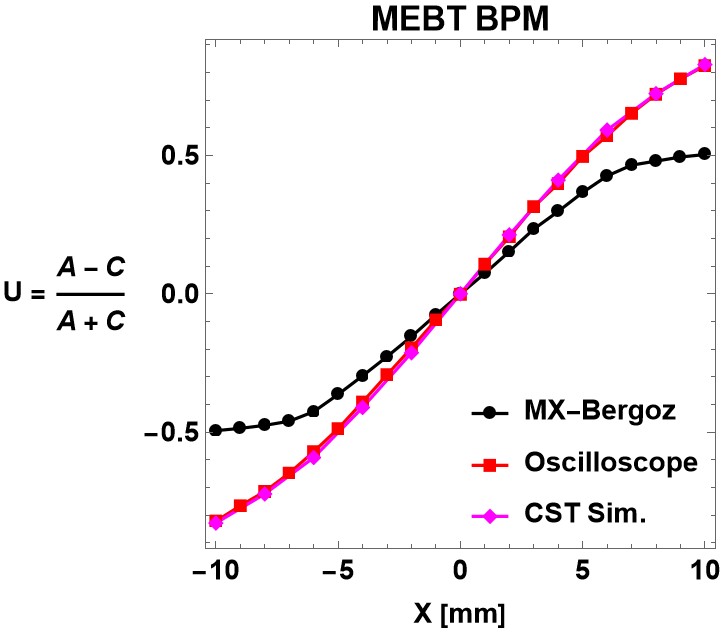 MEBT BPM
0.5
0.0
−0.5
U = A − C
A + C
MX−Bergoz
Oscilloscope
CST Sim.
−10 −5 0 5 10
X [mm]